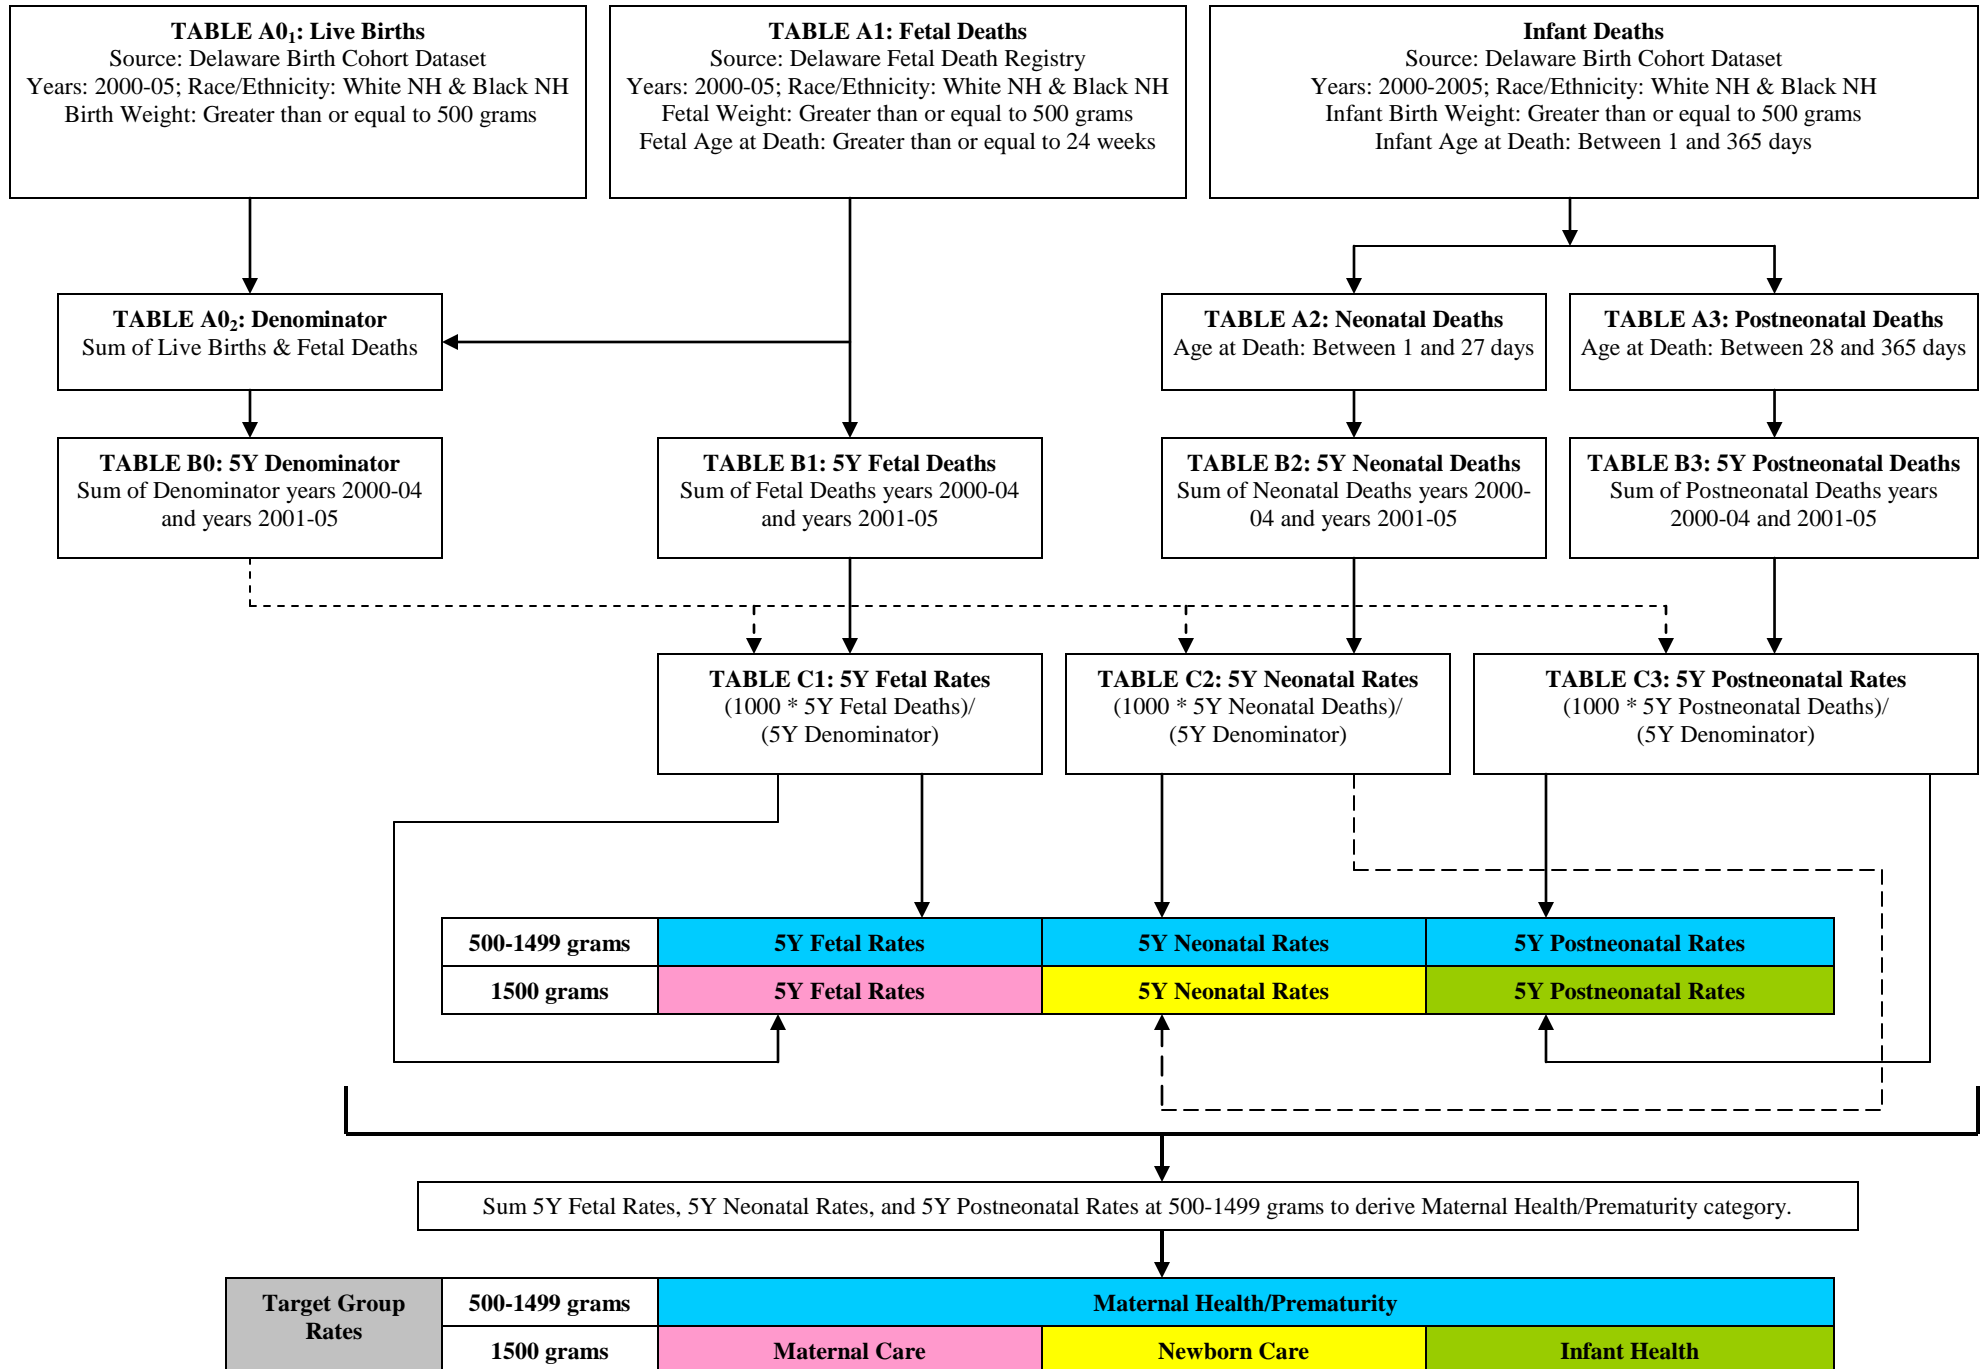 TABLE A0₁: Live Births
Source: Delaware Birth Cohort Dataset
Years: 2000-05; Race/Ethnicity: White NH & Black NH
Birth Weight: Greater than or equal to 500 grams
TABLE A1: Fetal Deaths
Source: Delaware Fetal Death Registry
Years: 2000-05; Race/Ethnicity: White NH & Black NH
Fetal Weight: Greater than or equal to 500 grams
Fetal Age at Death: Greater than or equal to 24 weeks
Infant Deaths
Source: Delaware Birth Cohort Dataset
Years: 2000-2005; Race/Ethnicity: White NH & Black NH
Infant Birth Weight: Greater than or equal to 500 grams
Infant Age at Death: Between 1 and 365 days
TABLE A0₂: Denominator
Sum of Live Births & Fetal Deaths
TABLE A2: Neonatal Deaths
Age at Death: Between 1 and 27 days
TABLE A3: Postneonatal Deaths
Age at Death: Between 28 and 365 days
TABLE B0: 5Y Denominator
Sum of Denominator years 2000-04
and years 2001-05
TABLE B1: 5Y Fetal Deaths
Sum of Fetal Deaths years 2000-04
and years 2001-05
TABLE B2: 5Y Neonatal Deaths
Sum of Neonatal Deaths years 2000-
04 and years 2001-05
TABLE B3: 5Y Postneonatal Deaths
Sum of Postneonatal Deaths years
2000-04 and 2001-05
TABLE C1: 5Y Fetal Rates
(1000 * 5Y Fetal Deaths)/
(5Y Denominator)
TABLE C2: 5Y Neonatal Rates
(1000 * 5Y Neonatal Deaths)/
(5Y Denominator)
TABLE C3: 5Y Postneonatal Rates
(1000 * 5Y Postneonatal Deaths)/
(5Y Denominator)
500-1499 grams
5Y Fetal Rates
5Y Neonatal Rates
5Y Postneonatal Rates
1500 grams
5Y Fetal Rates
5Y Neonatal Rates
5Y Postneonatal Rates
Sum 5Y Fetal Rates, 5Y Neonatal Rates, and 5Y Postneonatal Rates at 500-1499 grams to derive Maternal Health/Prematurity category.
Target Group
Rates
500-1499 grams
Maternal Health/Prematurity
1500 grams
Maternal Care
Newborn Care
Infant Health